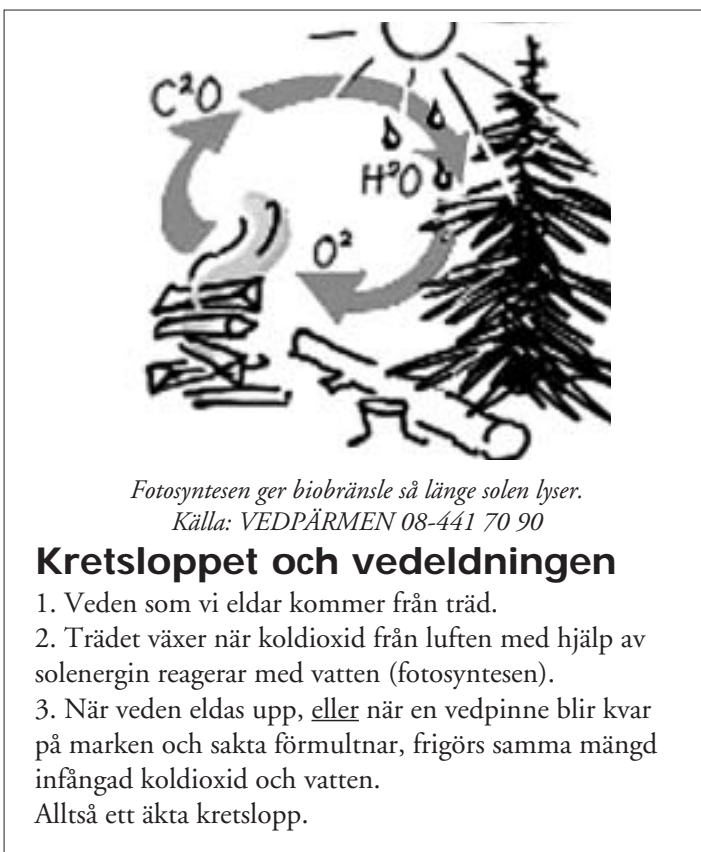 C²O
H²O
O²
Fotosyntesen ger biobränsle så länge solen lyser.
Källa: VEDPÄRMEN 08-441 70 90
Kretsloppet och vedeldningen
1. Veden som vi eldar kommer från träd.
2. Trädet växer när koldioxid från luften med hjälp av
solenergin reagerar med vatten (fotosyntesen).
3. När veden eldas upp, eller när en vedpinne blir kvar
på marken och sakta förmultnar, frigörs samma mängd
infångad koldioxid och vatten.
Alltså ett äkta kretslopp.